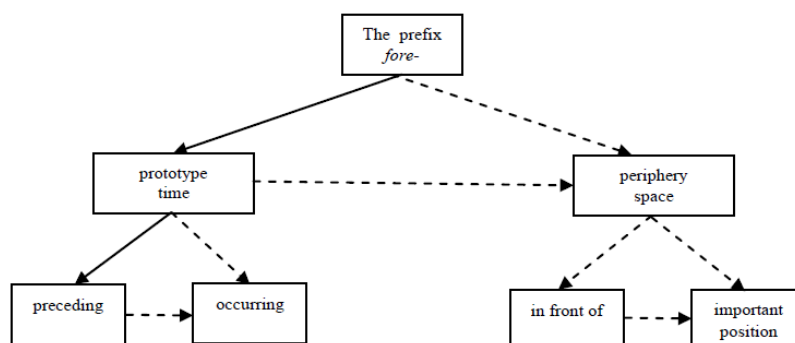 The prefix
fore-
prototype
time
periphery
space
preceding
occurring
in front of
important
position